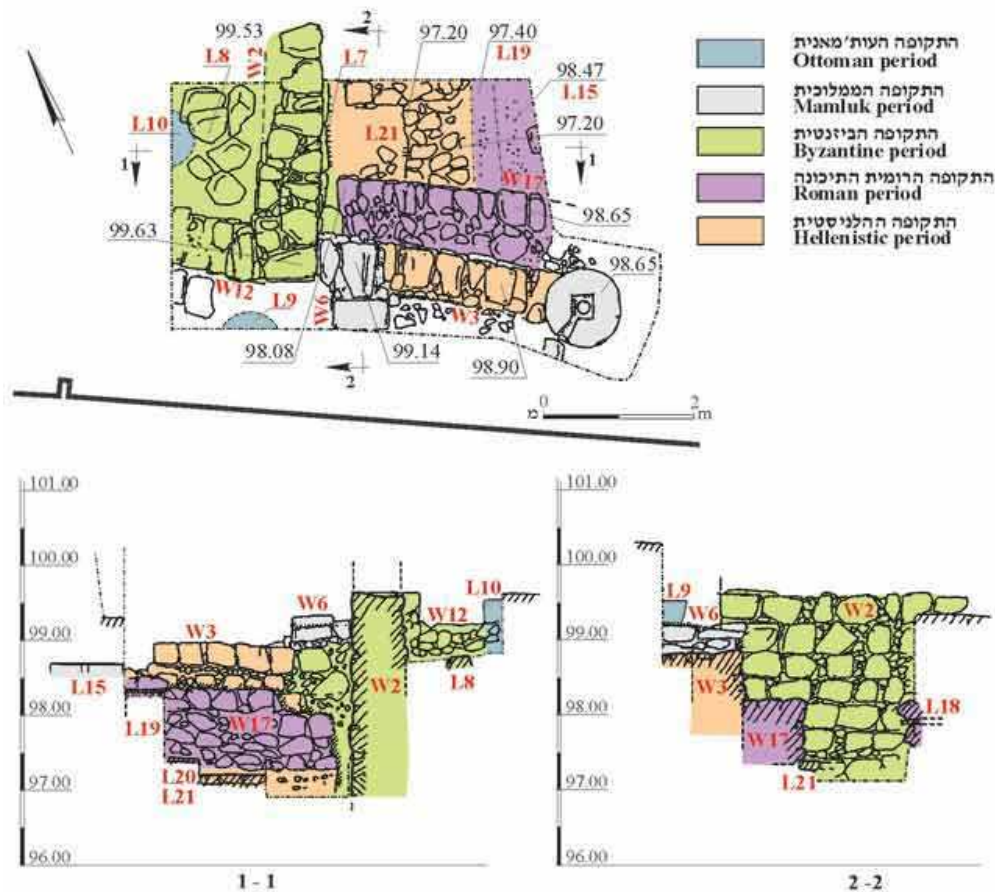 2
99.53
97.20
97.40
L8
W2
L7
L19
98.47
L15
L10
L21
97.20
1
1
W17
99.63
98.65
98.65
W12
L9
W6
W3
98.08
99.14
98.90
2
התקופה העות'מאנית
Ottoman period
התקופה הממלוכית
Mamluk period
התקופה הביזנטית
Byzantine period
התקופה הרומית התיכונה
Roman period
התקופה ההלניסטית
Hellenistic period
0 2
מ m
101.00
100.00
99.00
98.00
97.00
96.00
L10
W6
W12
W3
L15
W2
L8
L19
W17
L20
L21
1 - 1
101.00
100.00
99.00
98.00
97.00
96.00
L9
W6
W2
W3
L18
W17
L21
2 -2